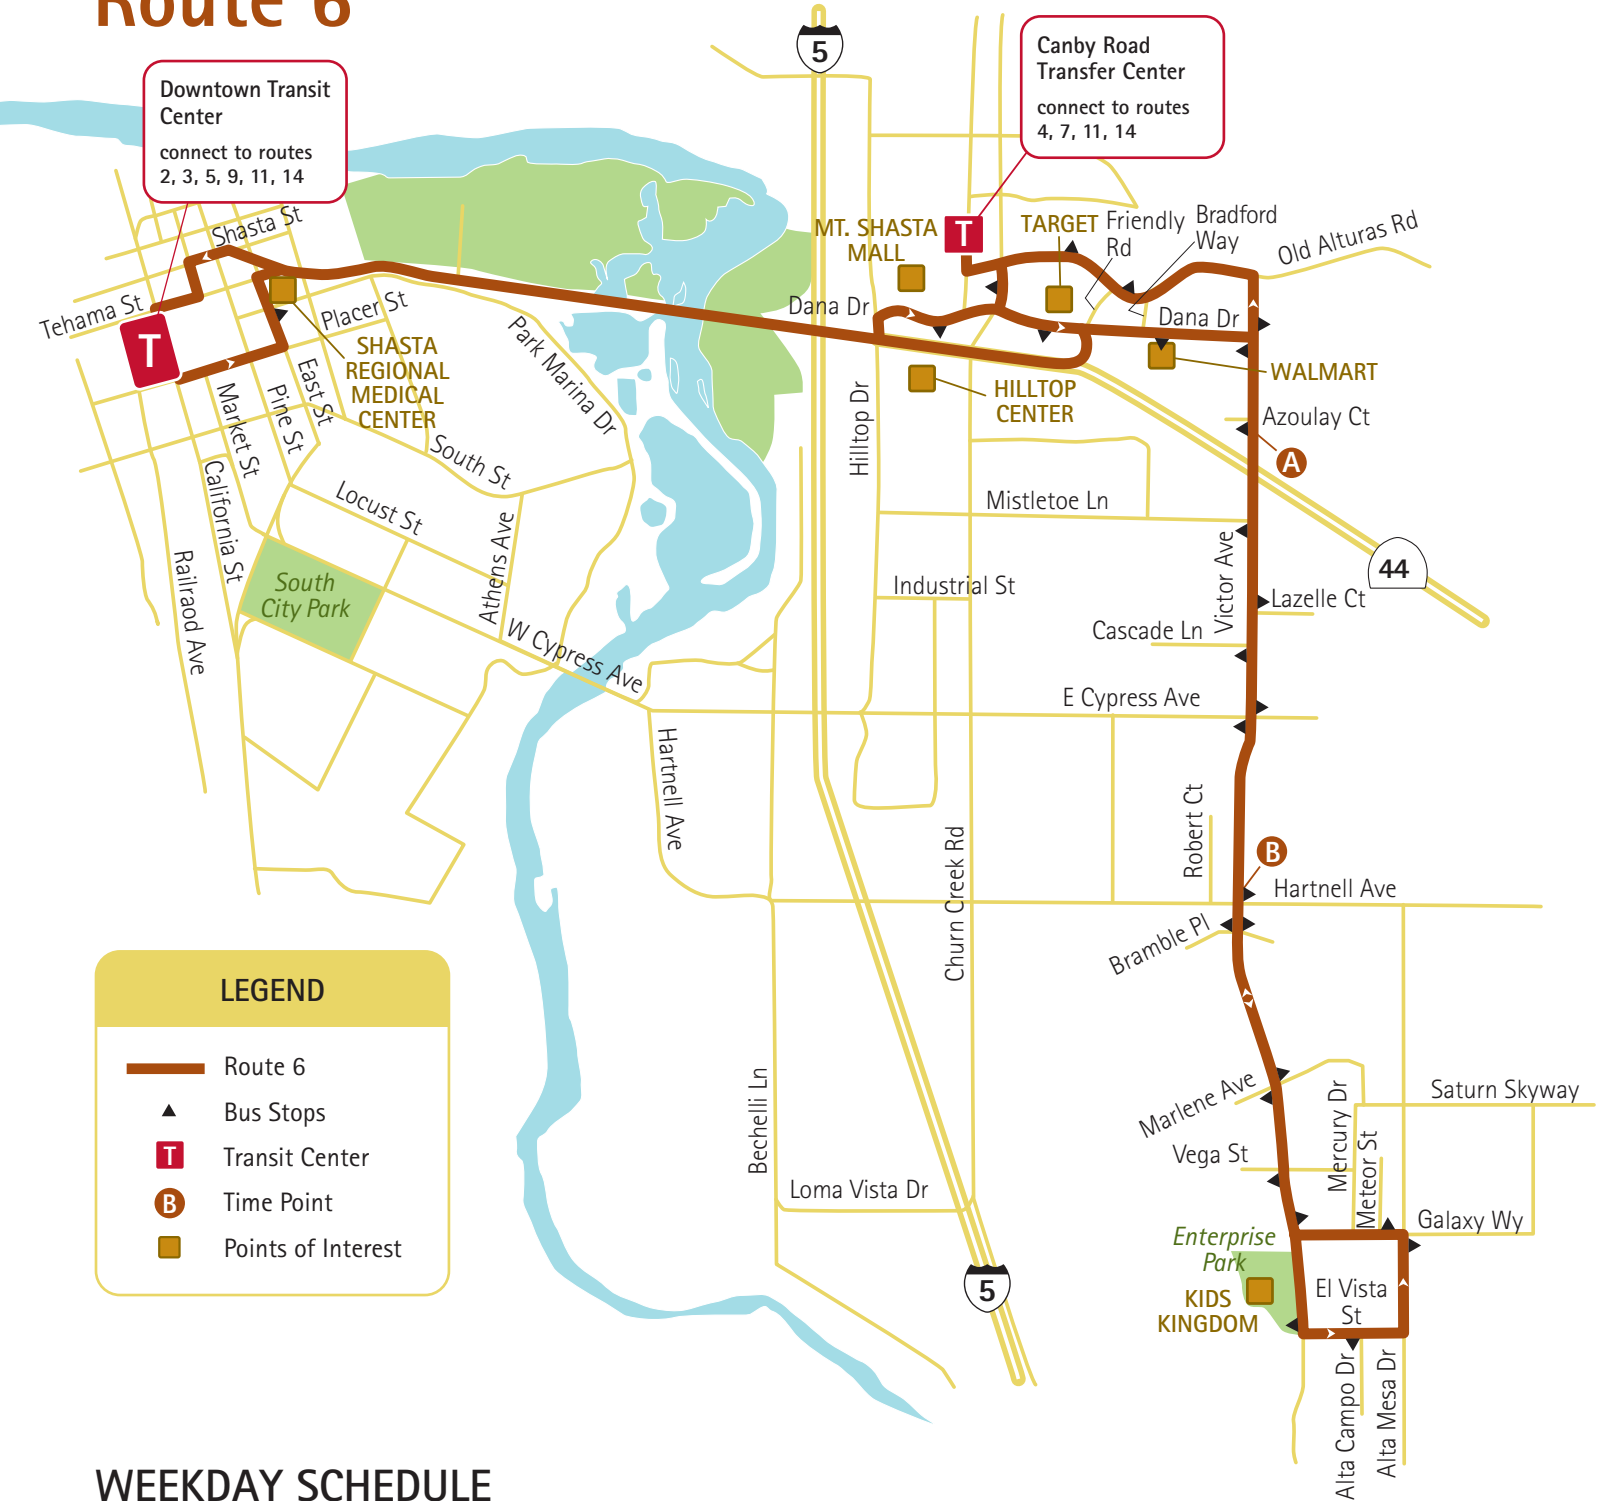 Route 6
5
Canby Road
Transfer Center
connect to routes
4, 7, 11, 14
Downtown Transit
Center
connect to routes
2, 3, 5, 9, 11, 14
Shasta St
MT. SHASTA
MALL
T
TARGET
Friendly
Rd
Bradford
Way
Old Alturas Rd
Tehama St
T
Placer St
Dana Dr
Dana Dr
Park Marina Dr
SHASTA
REGIONAL
MEDICAL
CENTER
East St
Pine St
Market St
WALMART
HILLTOP
CENTER
Hilltop Dr
Azoulay Ct
A
South St
California St
Locust St
Mistletoe Ln
Athens Ave
Victor Ave
44
Railraod Ave
South
City Park
Industrial St
Lazelle Ct
Cascade Ln
W Cypress Ave
E Cypress Ave
Hartnell Ave
Robert Ct
Churn Creek Rd
B
Hartnell Ave
Bramble Pl
LEGEND
Route 6
Bus Stops
T
Transit Center
B
Time Point
Points of Interest
Bechelli Ln
Marlene Ave
Mercury Dr
Saturn Skyway
Vega St
Meteor St
Loma Vista Dr
Galaxy Wy
Enterprise
Park
5
KIDS
KINGDOM
El Vista
St
Alta Campo Dr
Alta Mesa Dr
WEEKDAY SCHEDULE